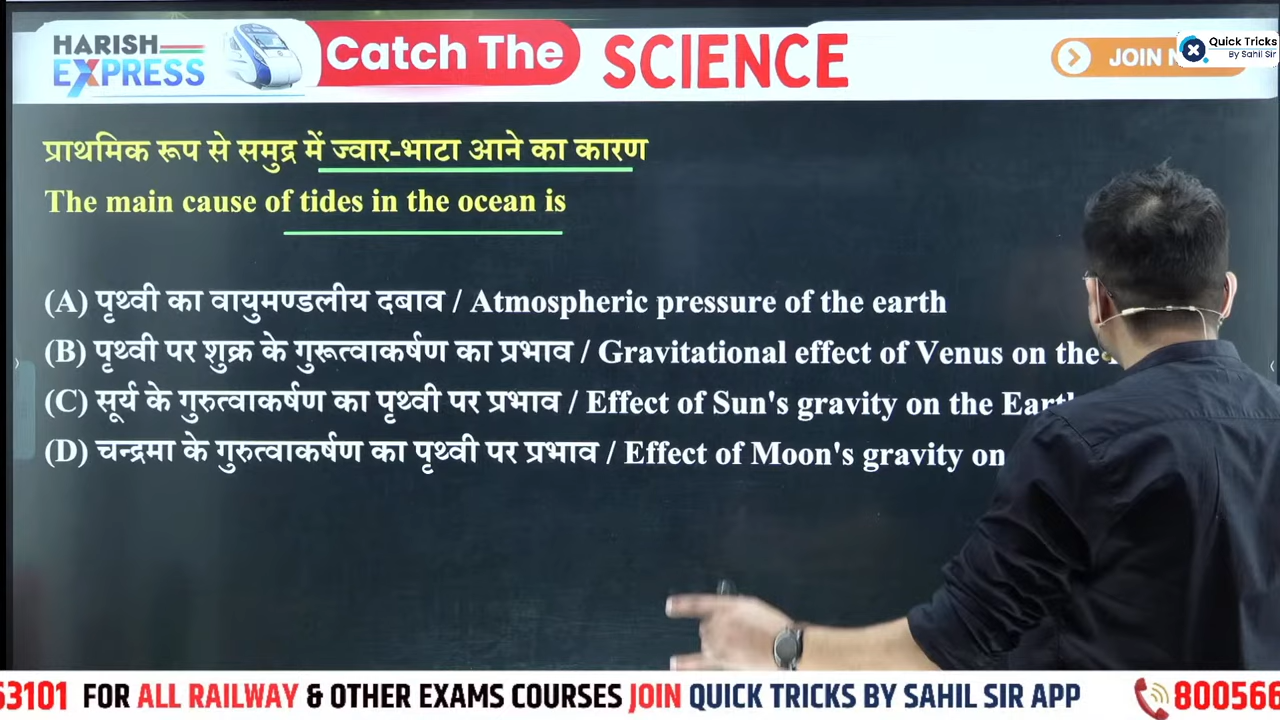 HARISH
EXPRESS
Catch The
SCIENCE
JOIN
Quick Tricks
By Sahil Sir
प्राथमिक रूप से समुद्र में ज्वार-भाटा आने का कारण
The main cause of tides in the ocean is
(A) पृथ्वी का वायुमण्डलीय दबाव / Atmospheric pressure of the earth
(B) पृथ्वी पर शुक्र के गुरूत्वाकर्षण का प्रभाव / Gravitational effect of Venus on the
(C) सूर्य के गुरुत्वाकर्षण का पृथ्वी पर प्रभाव / Effect of Sun's gravity on the
(D) चन्द्रमा के गुरुत्वाकर्षण का पृथ्वी पर प्रभाव / Effect of Moon's gravity on
63101 FOR ALL RAILWAY & OTHER EXAMS COURSES JOIN QUICK TRICKS BY SAHIL SIR APP 800566